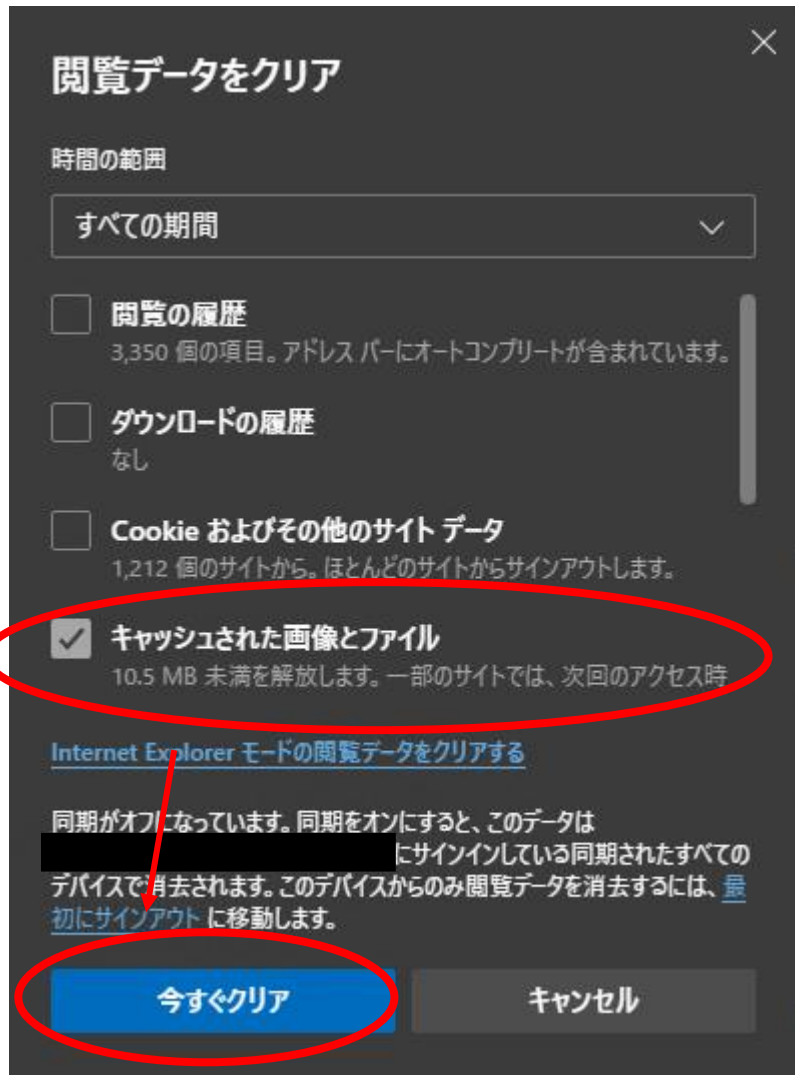 閲覧データをクリア
時間の範囲
すべての期間
閲覧の履歴
3,350 個の項目。アドレス バーにオートコンプリートが含まれています。
ダウンロードの履歴
なし
Cookie およびその他のサイト データ
1,212 個のサイトから。ほとんどのサイトからサインアウトします。
キャッシュされた画像とファイル
10.5 MB 未満を解放します。一部のサイトでは、次回のアクセス時
Internet Explorer モードの閲覧データをクリアする
同期がオフになっています。同期をオンにすると、このデータは
にサインインしている同期されたすべての
デバイスで消去されます。このデバイスからのみ閲覧データを消去するには、最
初にサインアウト に移動します。
今すぐクリア
キャンセル